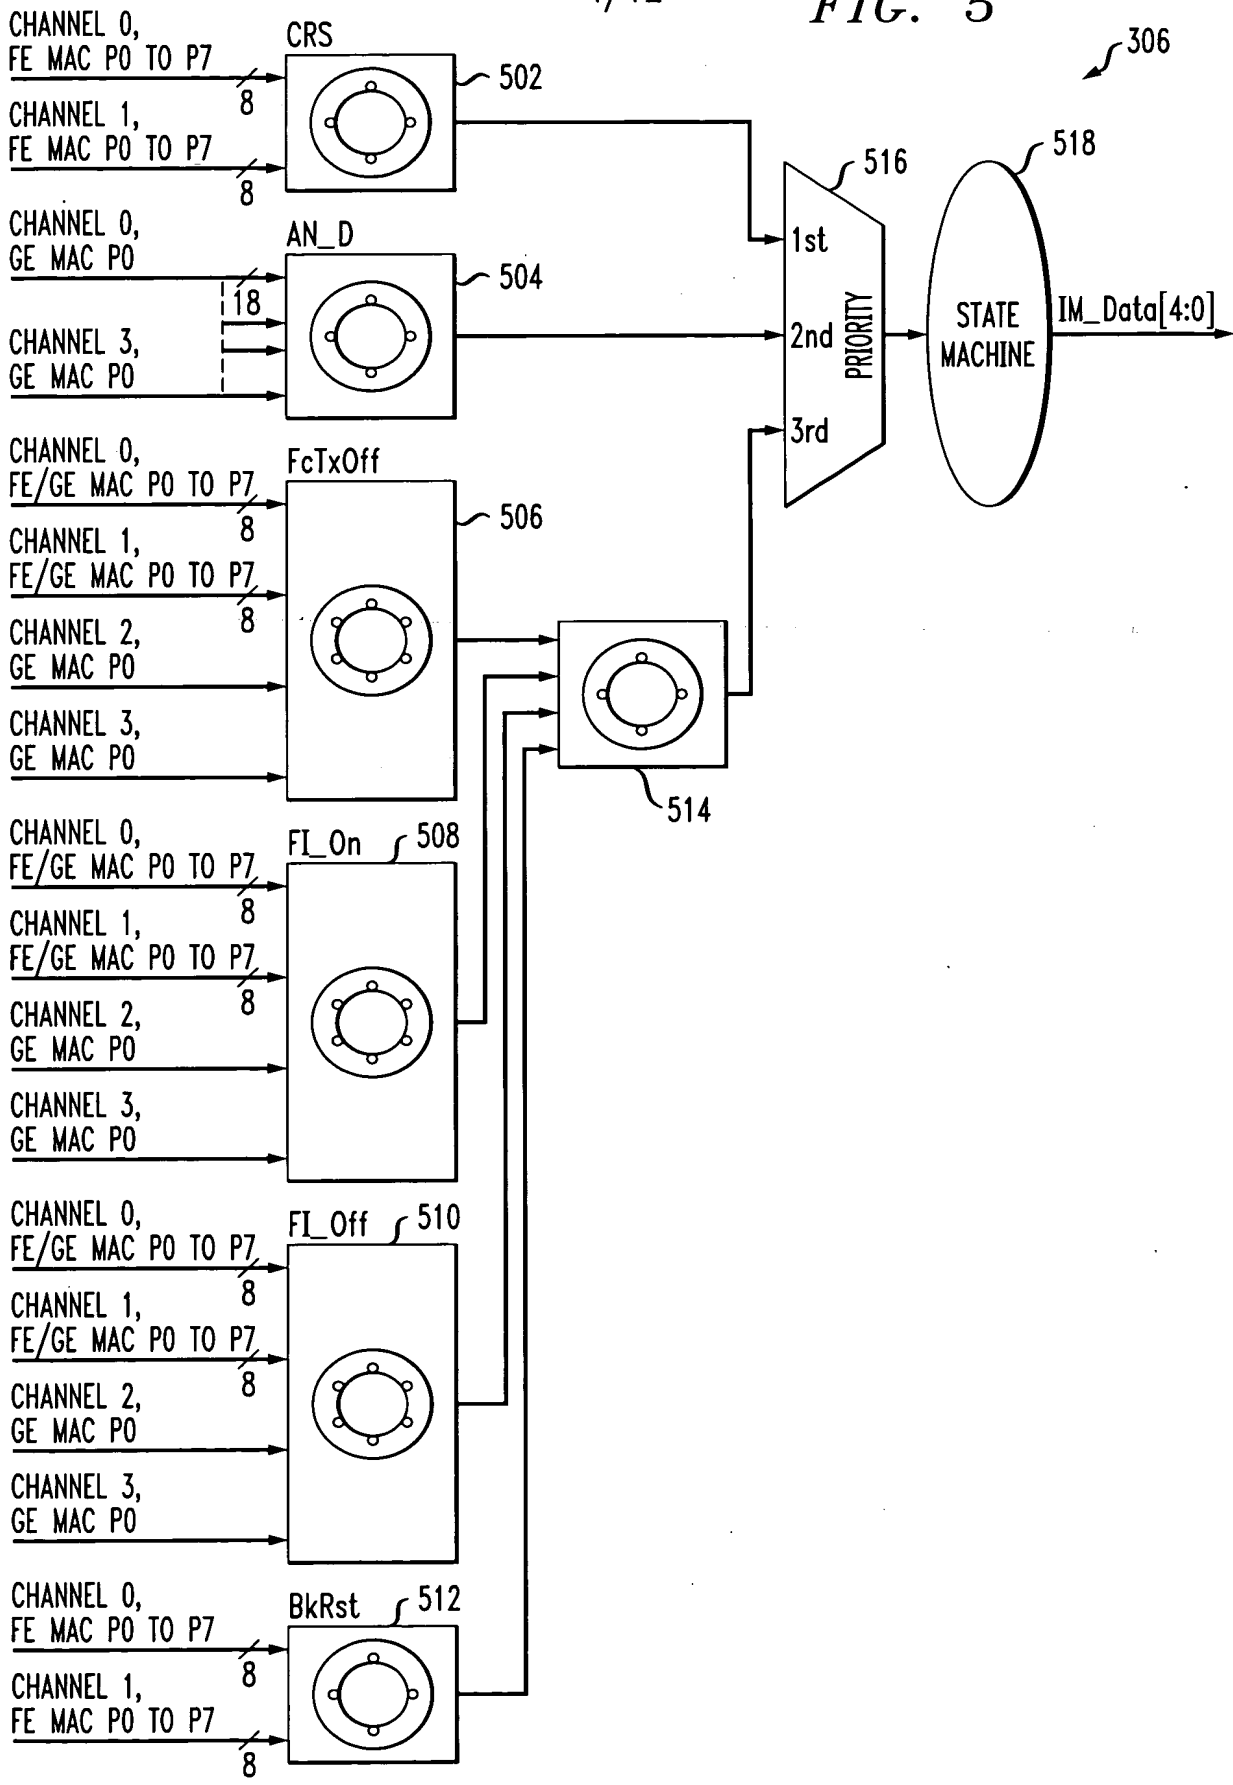 FIG. 5
306
CHANNEL 0,
FE MAC P0 TO P7
8
CHANNEL 1,
FE MAC P0 TO P7
8
CRS
502
CHANNEL 0,
GE MAC P0
18
CHANNEL 3,
GE MAC P0
AN_D
504
CHANNEL 0,
FE/GE MAC P0 TO P7
8
CHANNEL 1,
FE/GE MAC P0 TO P7
8
CHANNEL 2,
GE MAC P0
CHANNEL 3,
GE MAC P0
FcTxOff
506
CHANNEL 0,
FE/GE MAC P0 TO P7
8
CHANNEL 1,
FE/GE MAC P0 TO P7
8
CHANNEL 2,
GE MAC P0
CHANNEL 3,
GE MAC P0
FI_On
508
CHANNEL 0,
FE/GE MAC P0 TO P7
8
CHANNEL 1,
FE/GE MAC P0 TO P7
8
CHANNEL 2,
GE MAC P0
CHANNEL 3,
GE MAC P0
FI_Off
510
CHANNEL 0,
FE MAC P0 TO P7
8
CHANNEL 1,
FE MAC P0 TO P7
8
BkRst
512
514
516
1st
2nd
3rd
PRIORITY
518
STATE
MACHINE
IM_Data[4:0]